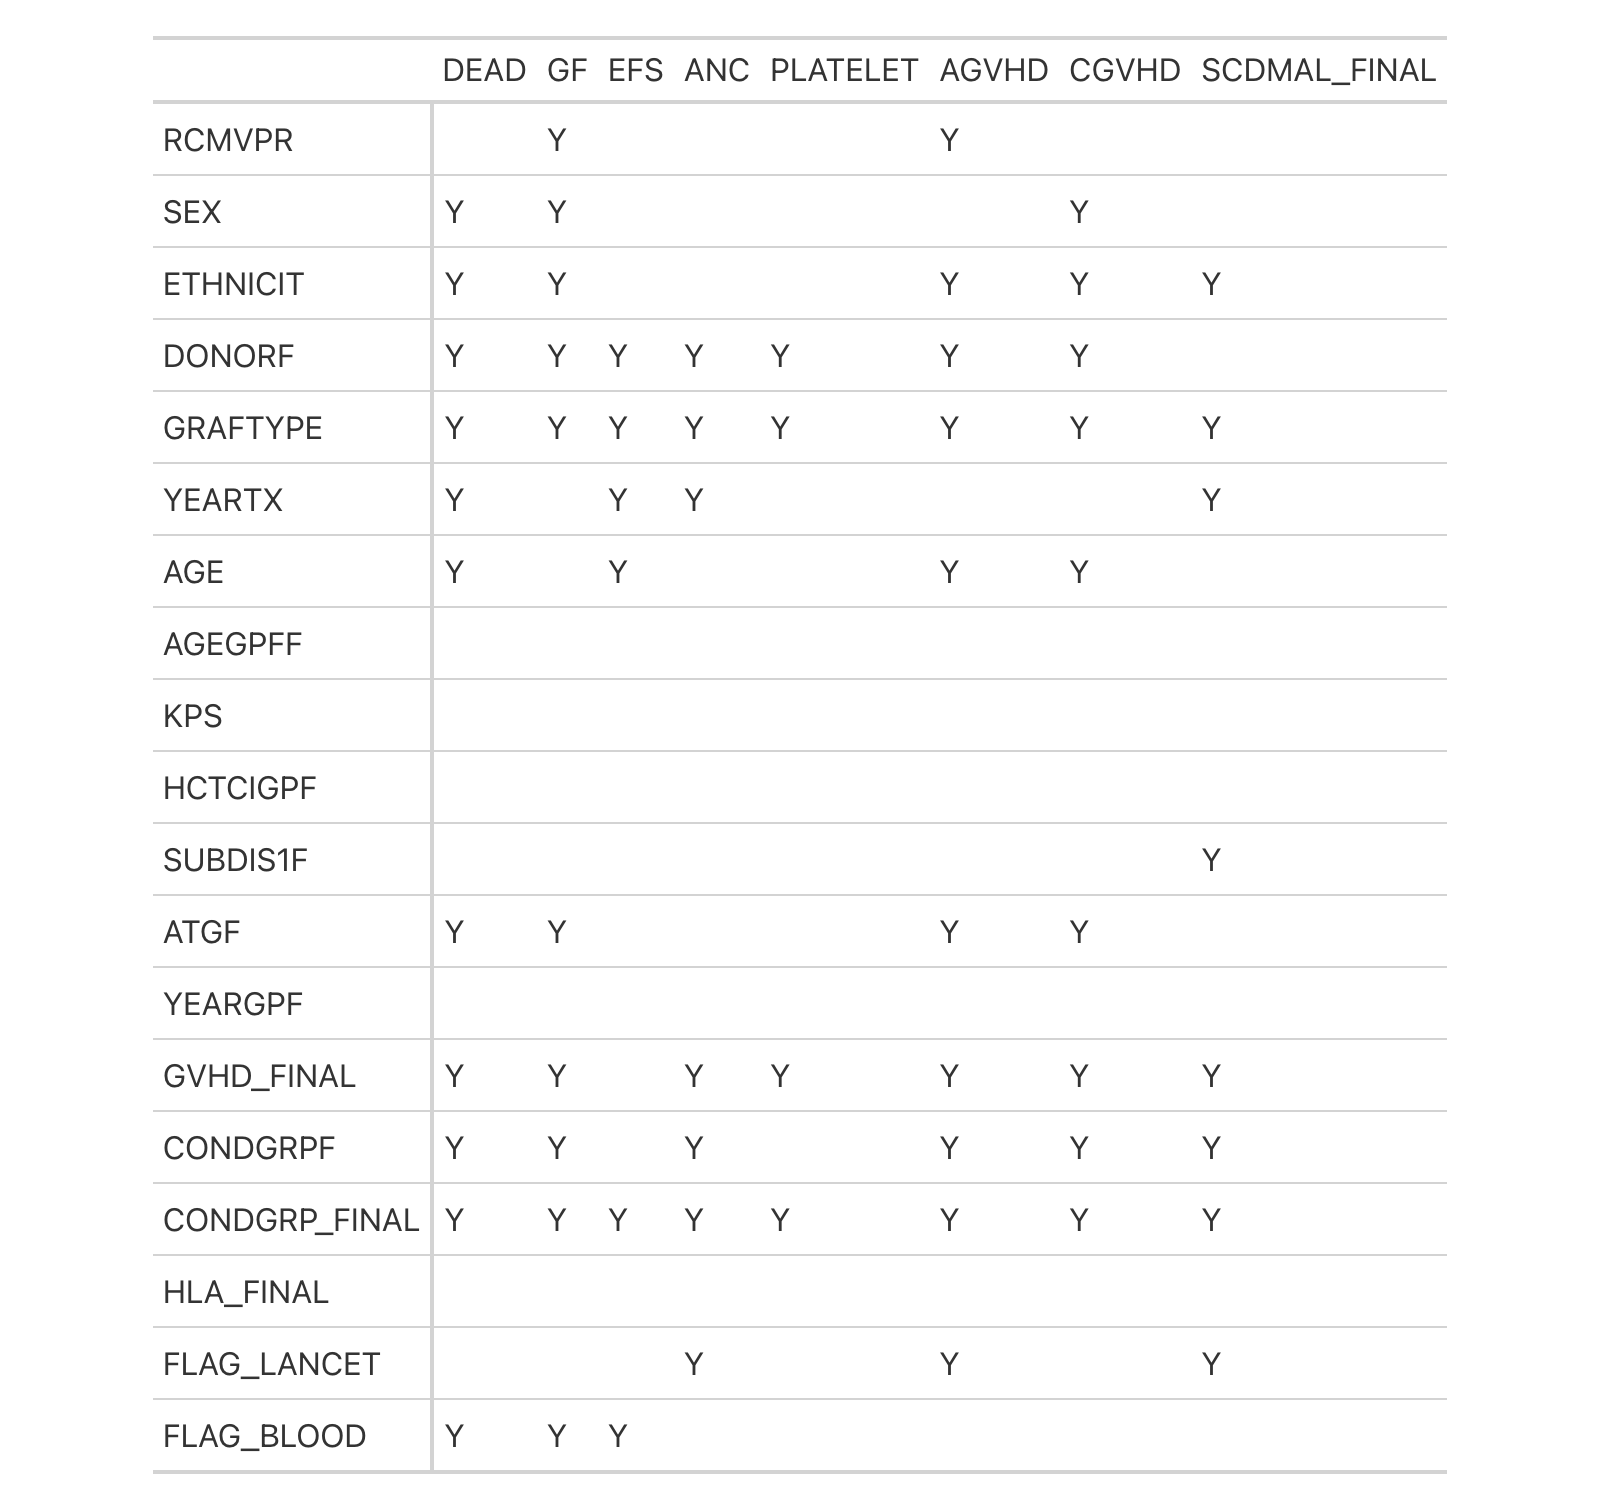 DEAD GF EFS ANC PLATELET AGVHD CGVHD SCDMAL_FINAL
RCMVPR Y Y
SEX Y Y Y
ETHNICIT Y Y Y Y Y
DONORF Y Y Y Y Y Y Y
GRAFTYPE Y Y Y Y Y Y Y Y
YEARTX Y Y Y Y
AGE Y Y Y Y
AGEGPFF
KPS
HCTCIGPF
SUBDIS1F Y
ATGF Y Y Y Y
YEARGPF
GVHD_FINAL Y Y Y Y Y Y Y
CONDGRPF Y Y Y Y Y Y
CONDGRP_FINAL Y Y Y Y Y Y Y Y
HLA_FINAL
FLAG_LANCET Y Y Y
FLAG_BLOOD Y Y Y